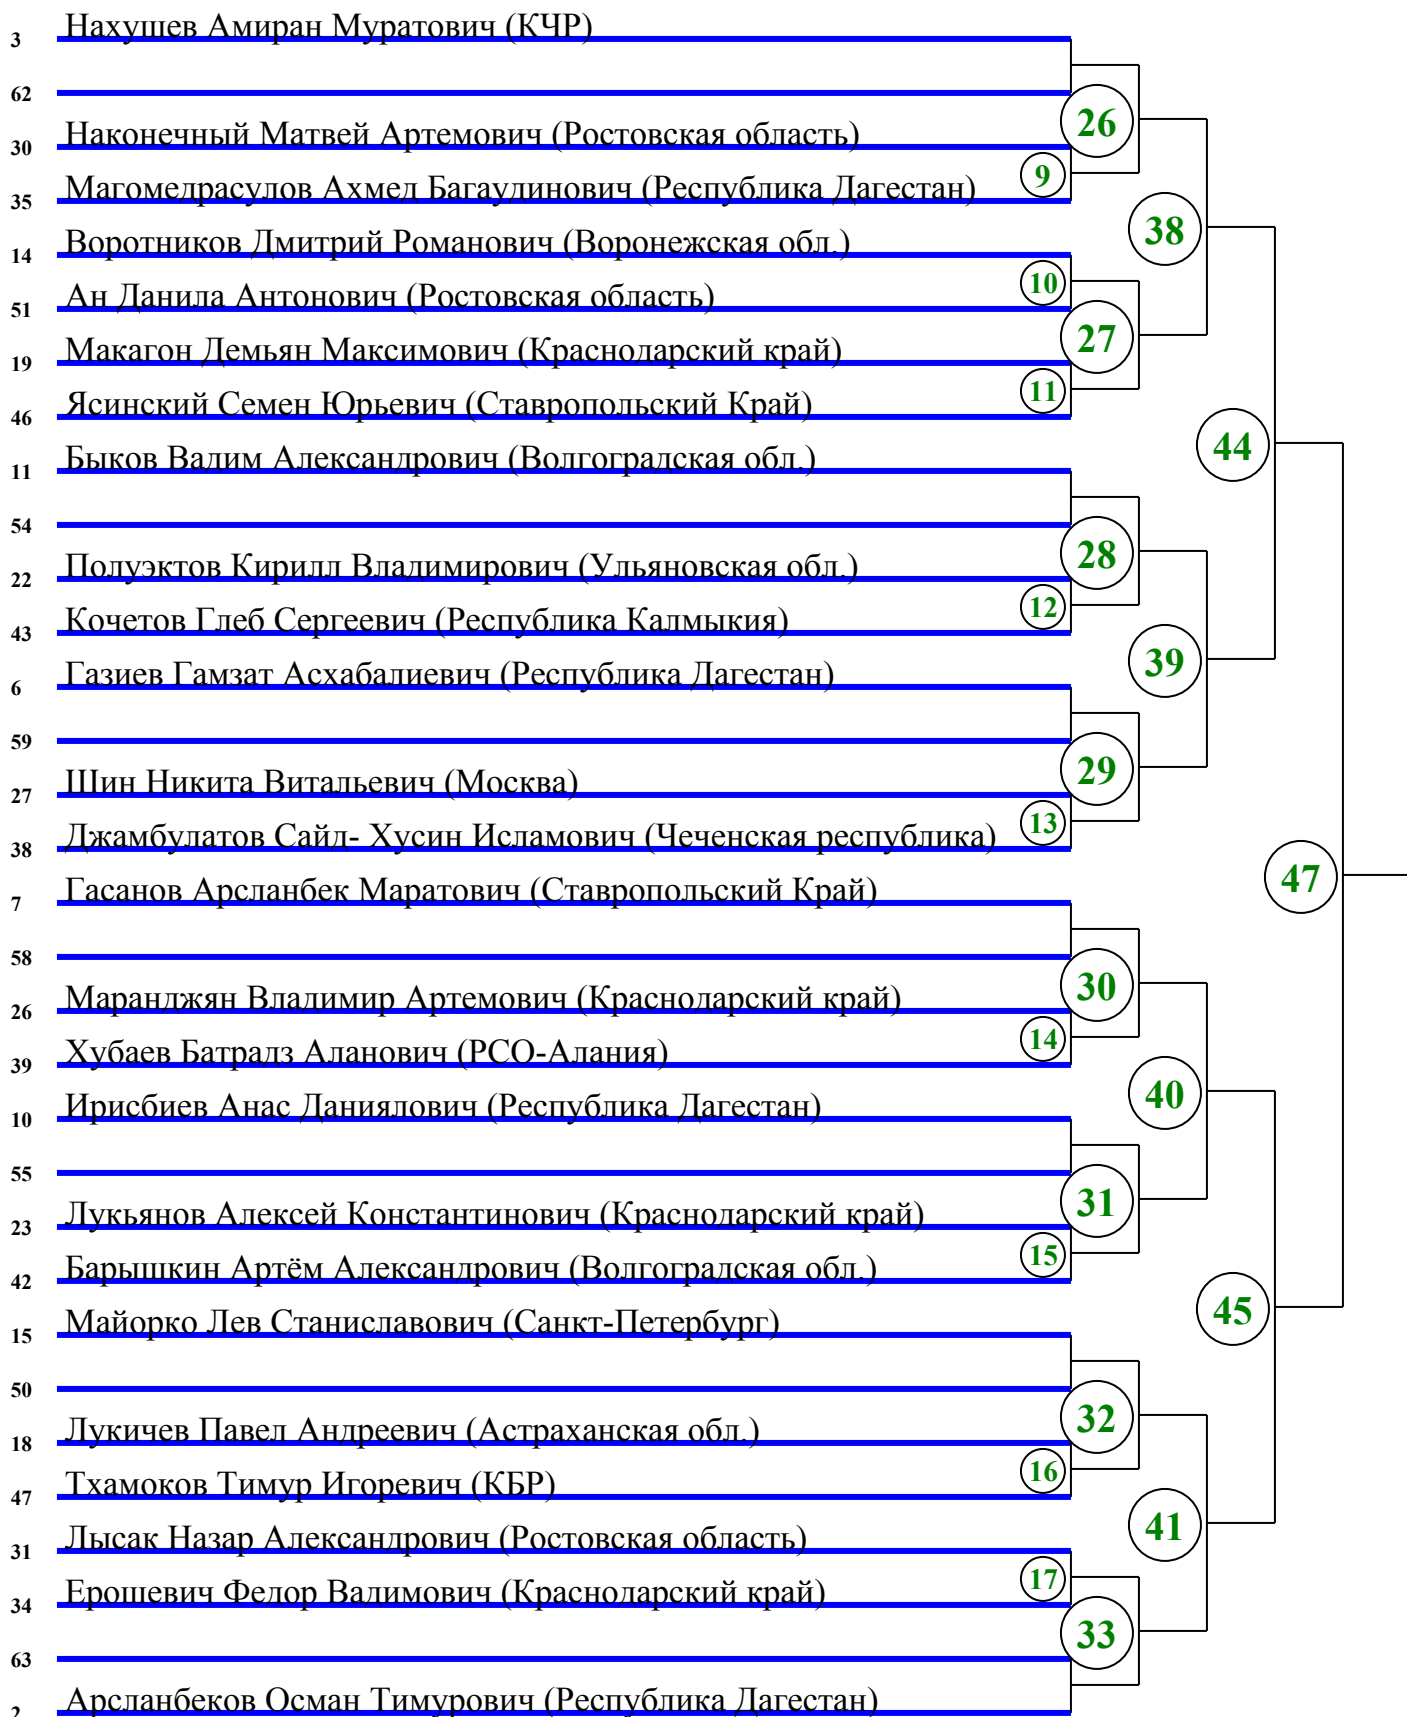 3 Нахушев Амиран Муратович (КЧР)
62
26
30 Наконечный Матвей Артемович (Ростовская область)
9
35 Магомедрасулов Ахмед Багаудинович (Республика Дагестан)
38
14 Воротников Дмитрий Романович (Воронежская обл.)
10
51 Ан Данила Антонович (Ростовская область)
27
19 Макагон Демьян Максимович (Краснодарский край)
11
46 Ясинский Семен Юрьевич (Ставропольский Край)
44
11 Быков Вадим Александрович (Волгоградская обл.)
54
28
22 Полуэктов Кирилл Владимирович (Ульяновская обл.)
12
43 Кочетов Глеб Сергеевич (Республика Калмыкия)
39
6 Газиев Гамзат Асхабалиевич (Республика Дагестан)
59
29
27 Шин Никита Витальевич (Москва)
13
38 Джамбулатов Сайд- Хусин Исламович (Чеченская республика)
47
7 Гасанов Арсланбек Маратович (Ставропольский Край)
58
30
26 Маранджян Владимир Артемович (Краснодарский край)
14
39 Хубаев Батрадз Аланович (РСО-Алания)
40
10 Ирисбиев Анас Даниялович (Республика Дагестан)
55
31
23 Лукьянов Алексей Константинович (Краснодарский край)
15
42 Барышкин Артём Александрович (Волгоградская обл.)
45
15 Майорко Лев Станиславович (Санкт-Петербург)
50
32
18 Лукичев Павел Андреевич (Астраханская обл.)
16
47 Тхамоков Тимур Игоревич (КБР)
41
31 Лысак Назар Александрович (Ростовская область)
17
34 Ерошевич Федор Вадимович (Краснодарский край)
33
63
2 Арсланбеков Осман Тимурович (Республика Дагестан)